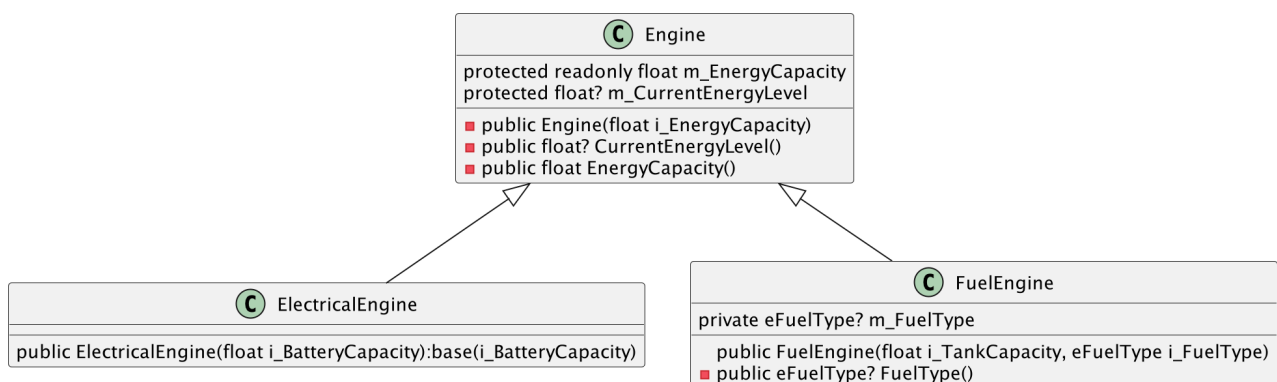 C Engine
protected readonly float m_EnergyCapacity
protected float? m_CurrentEnergyLevel
public Engine(float i_EnergyCapacity)
public float? CurrentEnergyLevel()
public float EnergyCapacity()
C ElectricalEngine
public ElectricalEngine(float i_BatteryCapacity):base(i_BatteryCapacity)
C FuelEngine
private eFuelType? m_FuelType
public FuelEngine(float i_TankCapacity, eFuelType i_FuelType)
public eFuelType? FuelType()